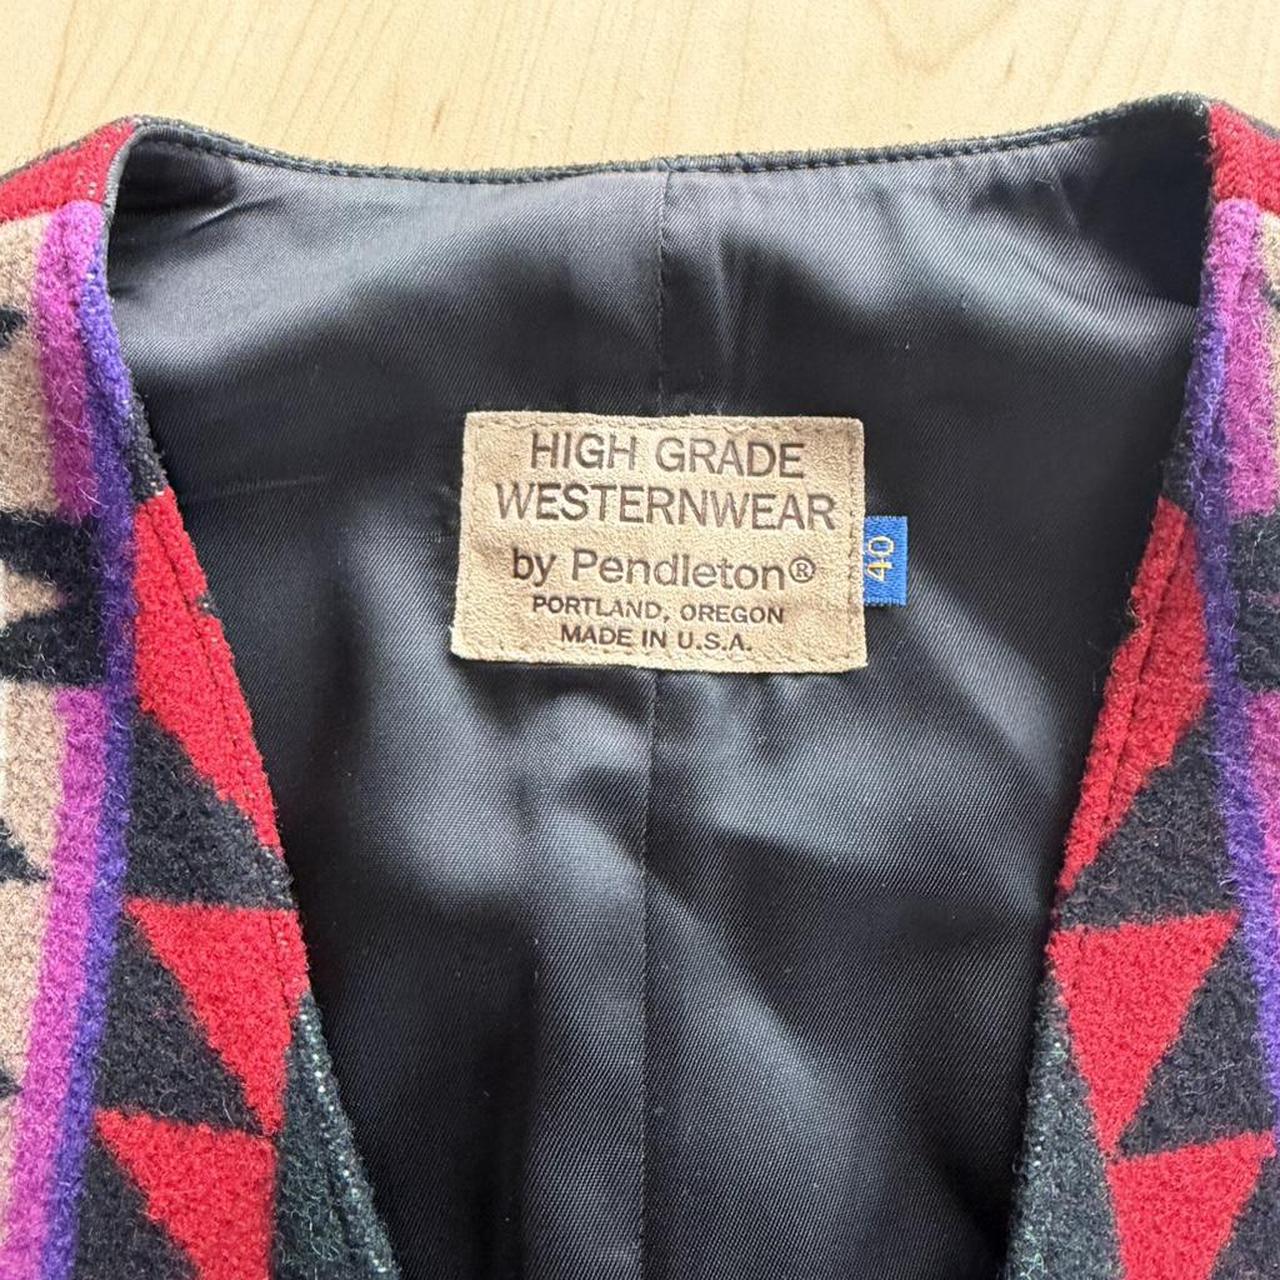 HIGH GRADE
WESTERNWEAR
by Pendleton®
PORTLAND, OREGON
MADE IN U.S.A.
40